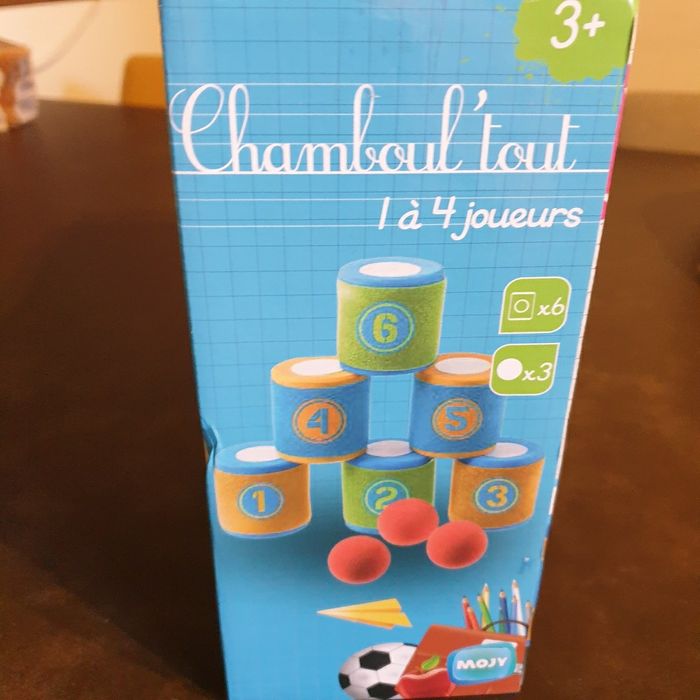 3+
Chamboul'tout
1 à 4 joueurs
x6
x3
6
4 5
1 2 3
MOJY